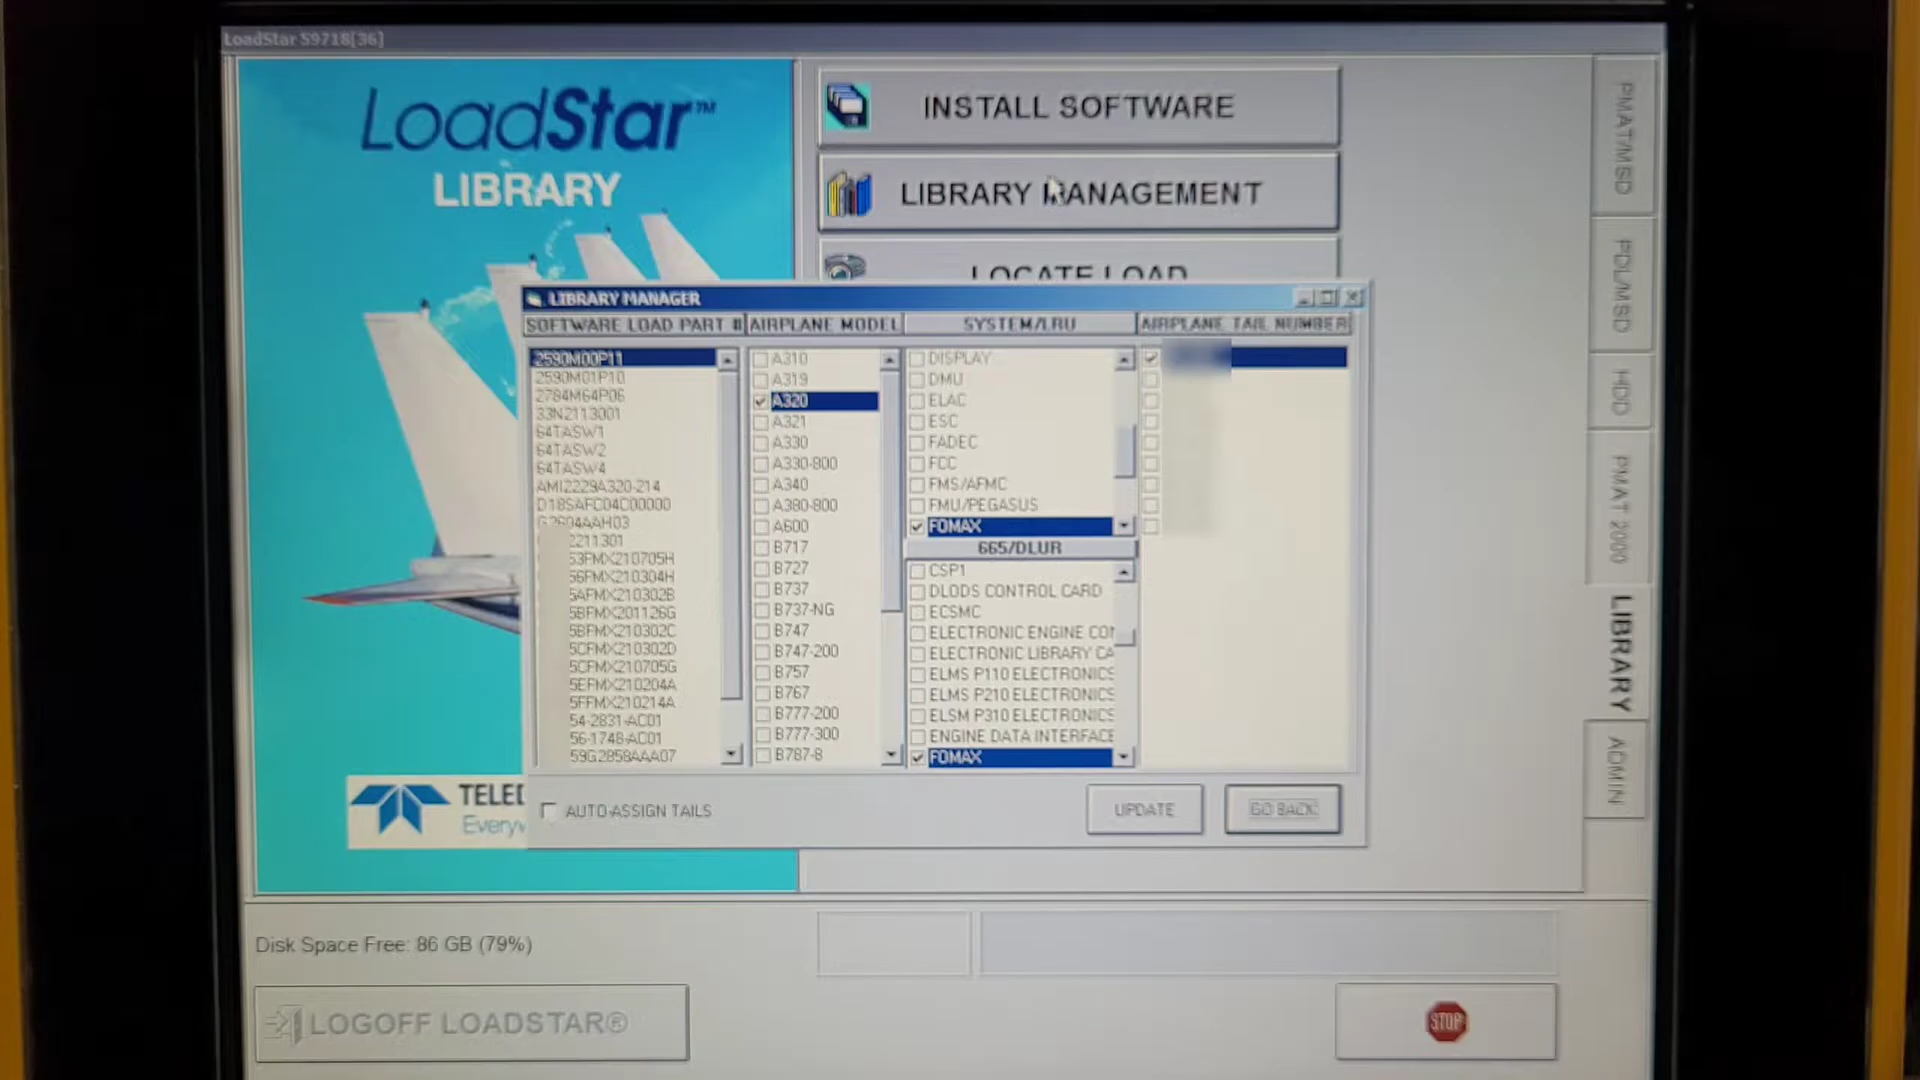 LoadStar S9718[36]
LoadStar™
LIBRARY
INSTALL SOFTWARE
LIBRARY MANAGEMENT
LOCATE LOAD
PMAT/MSD
PDL/MSD
HDD
PMAT 2000
LIBRARY
ADMIN
LIBRARY MANAGER
SOFTWARE LOAD PART #
2590M00P11
2590M01P10
2784M64P06
33N2113001
64TASW1
64TASW2
64TASW4
AMI2229A320-214
D18SAFC04C00000
G2604AAH03
2211301
53FMX210705H
56FMX210304H
5AFMX210302B
5BFMX201126G
5BFMX210302C
5CFMX210302D
5CFMX210705G
5EFMX210204A
5FFMX210214A
54-2831-AC01
56-1748-AC01
59G2858AAA07
AIRPLANE MODEL
A310
A319
A320
A321
A330
A330-800
A340
A380-800
A600
B717
B727
B737
B737-NG
B747
B747-200
B757
B767
B777-200
B777-300
B787-8
SYSTEM/LRU
DISPLAY
DMU
ELAC
ESC
FADEC
FCC
FMS/AFMC
FMU/PEGASUS
FOMAX
665/DLUR
CSP1
DLODS CONTROL CARD
ECSMC
ELECTRONIC ENGINE CO
ELECTRONIC LIBRARY CA
ELMS P110 ELECTRONICS
ELMS P210 ELECTRONICS
ELSM P310 ELECTRONICS
ENGINE DATA INTERFACE
FOMAX
AIRPLANE TAIL NUMBER
AUTO-ASSIGN TAILS
UPDATE
GO BACK
TELED
Everyw
Disk Space Free: 86 GB (79%)
LOGOFF LOADSTAR®
STOP